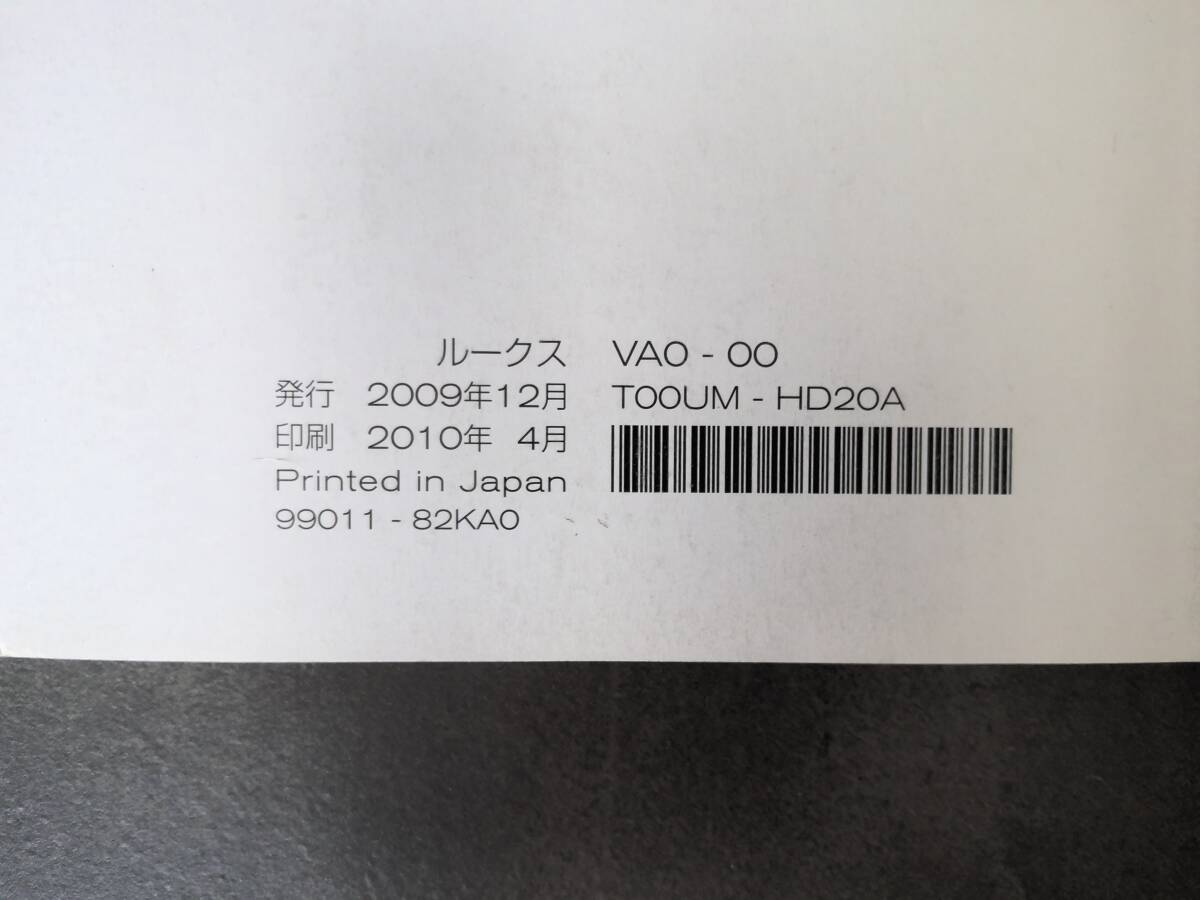 ルークス VA0 - 00
発行 2009年12月 T00UM - HD20A
印刷 2010年 4月
Printed in Japan
99011 - 82KA0